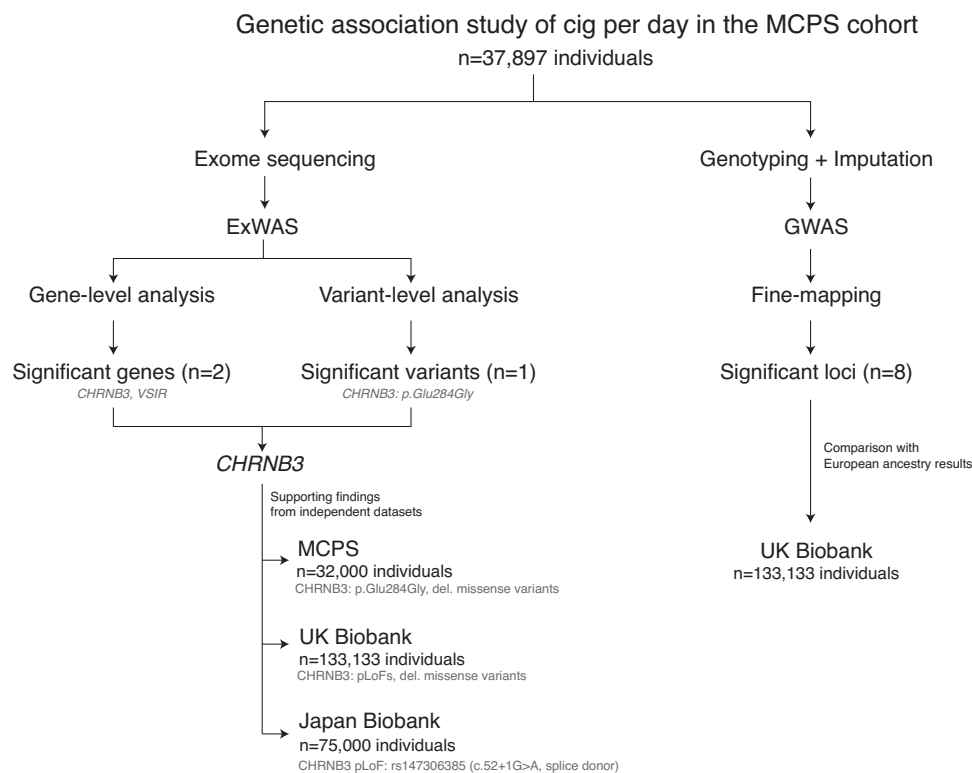 Genetic association study of cig per day in the MCPS cohort
n=37,897 individuals
Exome sequencing
Genotyping + Imputation
ExWAS
GWAS
Gene-level analysis
Variant-level analysis
Fine-mapping
Significant genes (n=2)
CHRNB3, VSIR
Significant variants (n=1)
CHRNB3: p.Glu284Gly
Significant loci (n=8)
CHRNB3
Comparison with
European ancestry results
Supporting findings
from independent datasets
MCPS
n=32,000 individuals
CHRNB3: p.Glu284Gly, del. missense variants
UK Biobank
n=133,133 individuals
UK Biobank
n=133,133 individuals
CHRNB3: pLoFs, del. missense variants
Japan Biobank
n=75,000 individuals
CHRNB3 pLoF: rs147306385 (c.52+1G>A, splice donor)